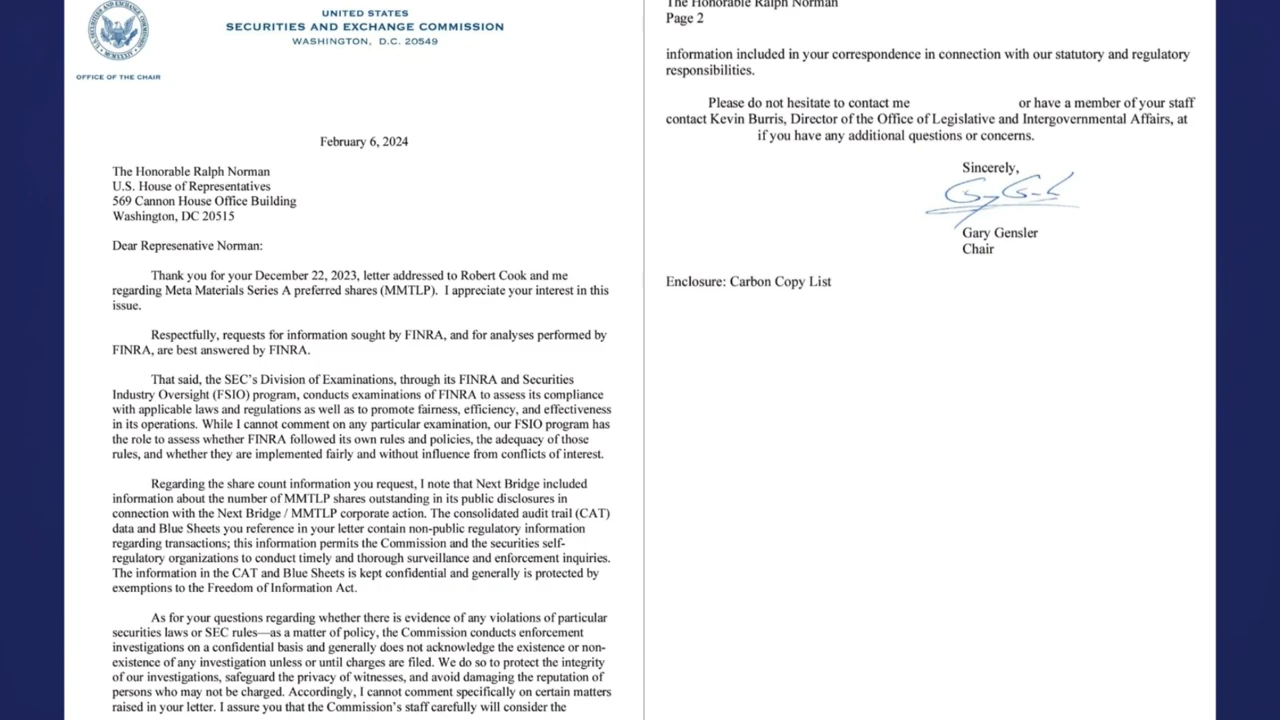 UNITED STATES
SECURITIES AND EXCHANGE COMMISSION
WASHINGTON, D.C. 20549
OFFICE OF THE CHAIR
February 6, 2024
The Honorable Ralph Norman
U.S. House of Representatives
569 Cannon House Office Building
Washington, DC 20515
Dear Represenative Norman:
Thank you for your December 22, 2023, letter addressed to Robert Cook and me
regarding Meta Materials Series A preferred shares (MMTLP). I appreciate your interest in this
issue.
Respectfully, requests for information sought by FINRA, and for analyses performed by
FINRA, are best answered by FINRA.
That said, the SEC's Division of Examinations, through its FINRA and Securities
Industry Oversight (FSIO) program, conducts examinations of FINRA to assess its compliance
with applicable laws and regulations as well as to promote fairness, efficiency, and effectiveness
in its operations. While I cannot comment on any particular examination, our FSIO program has
the role to assess whether FINRA followed its own rules and policies, the adequacy of those
rules, and whether they are implemented fairly and without influence from conflicts of interest.
Regarding the share count information you request, I note that Next Bridge included
information about the number of MMTLP shares outstanding in its public disclosures in
connection with the Next Bridge / MMTLP corporate action. The consolidated audit trail (CAT)
data and Blue Sheets you reference in your letter contain non-public regulatory information
regarding transactions; this information permits the Commission and the securities self-
regulatory organizations to conduct timely and thorough surveillance and enforcement inquiries.
The information in the CAT and Blue Sheets is kept confidential and generally is protected by
exemptions to the Freedom of Information Act.
As for your questions regarding whether there is evidence of any violations of particular
securities laws or SEC rules—as a matter of policy, the Commission conducts enforcement
investigations on a confidential basis and generally does not acknowledge the existence or non-
existence of any investigation unless or until charges are filed. We do so to protect the integrity
of our investigations, safeguard the privacy of witnesses, and avoid damaging the reputation of
persons who may not be charged. Accordingly, I cannot comment specifically on certain matters
raised in your letter. I assure you that the Commission's staff carefully will consider the
The Honorable Ralph Norman
Page 2
information included in your correspondence in connection with our statutory and regulatory
responsibilities.
Please do not hesitate to contact me or have a member of your staff
contact Kevin Burris, Director of the Office of Legislative and Intergovernmental Affairs, at
if you have any additional questions or concerns.
Sincerely,
Gary Gensler
Chair
Enclosure: Carbon Copy List